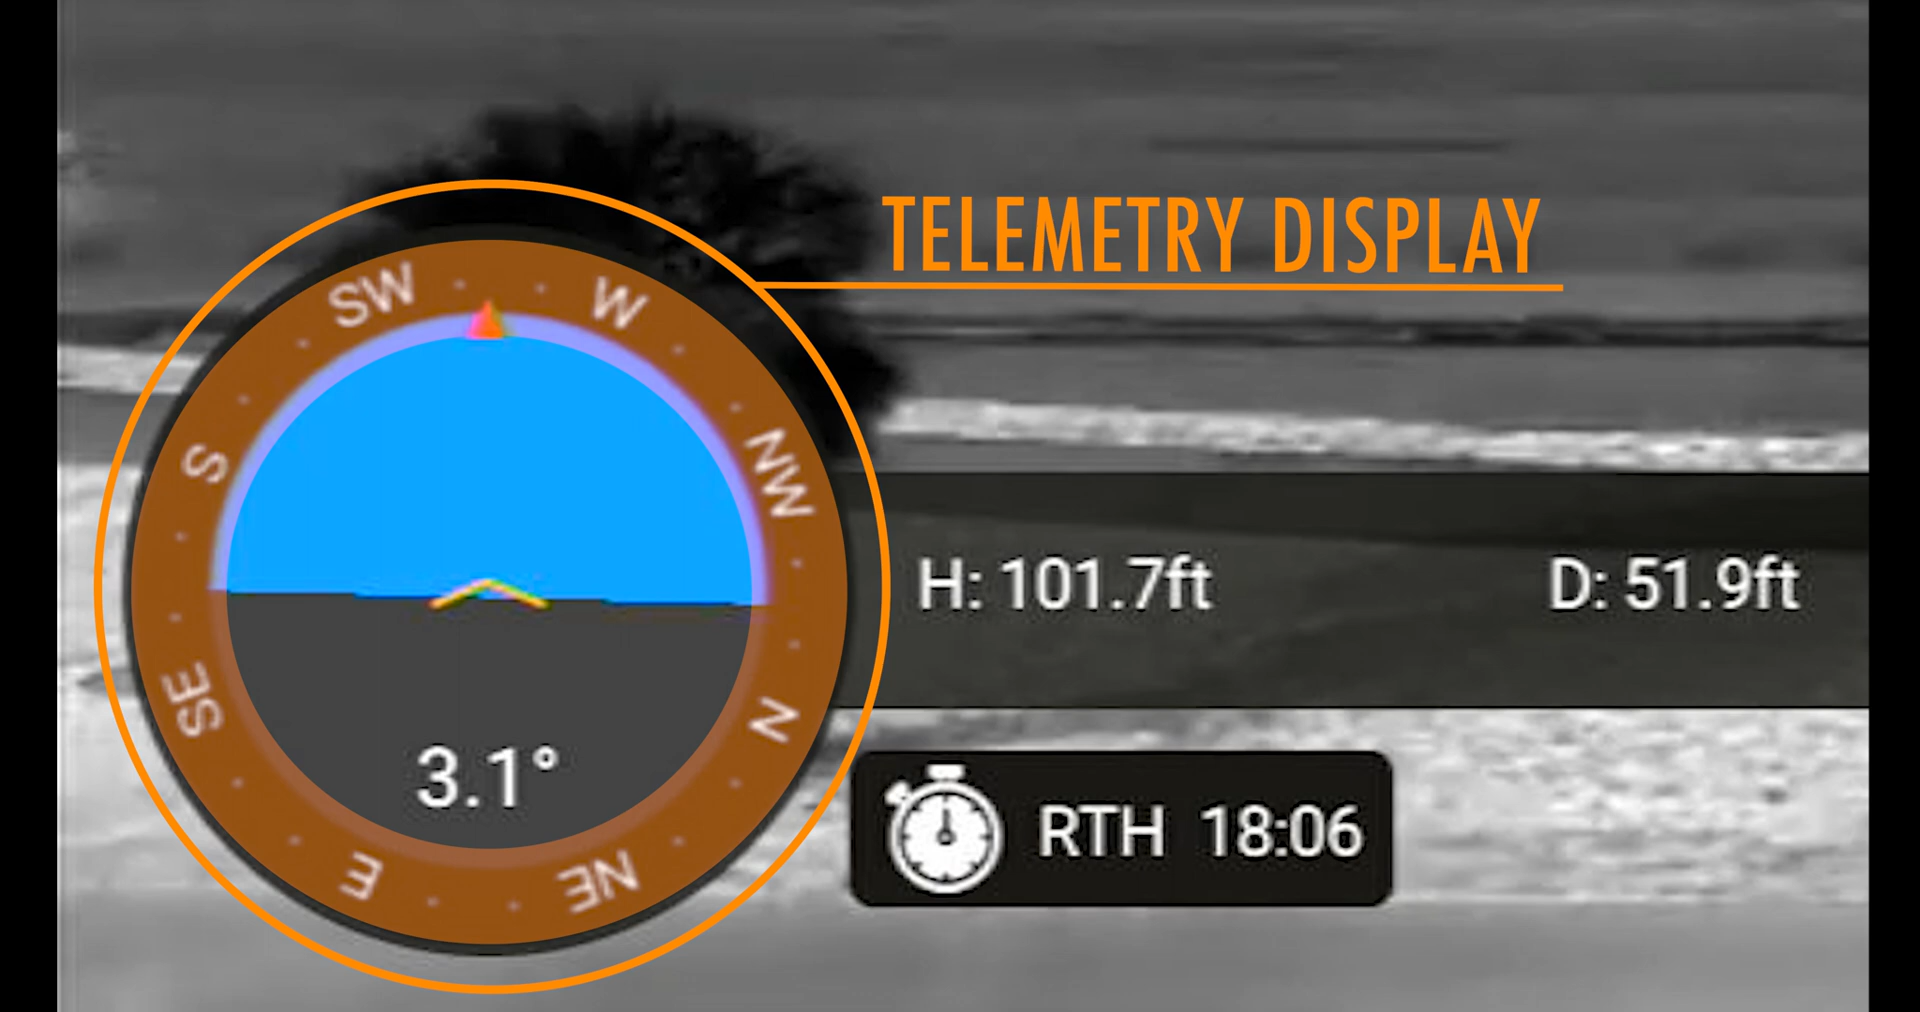 TELEMETRY DISPLAY
SW
W
S
NW
H: 101.7ft
D: 51.9ft
SE
N
3.1°
E
NE
RTH 18:06